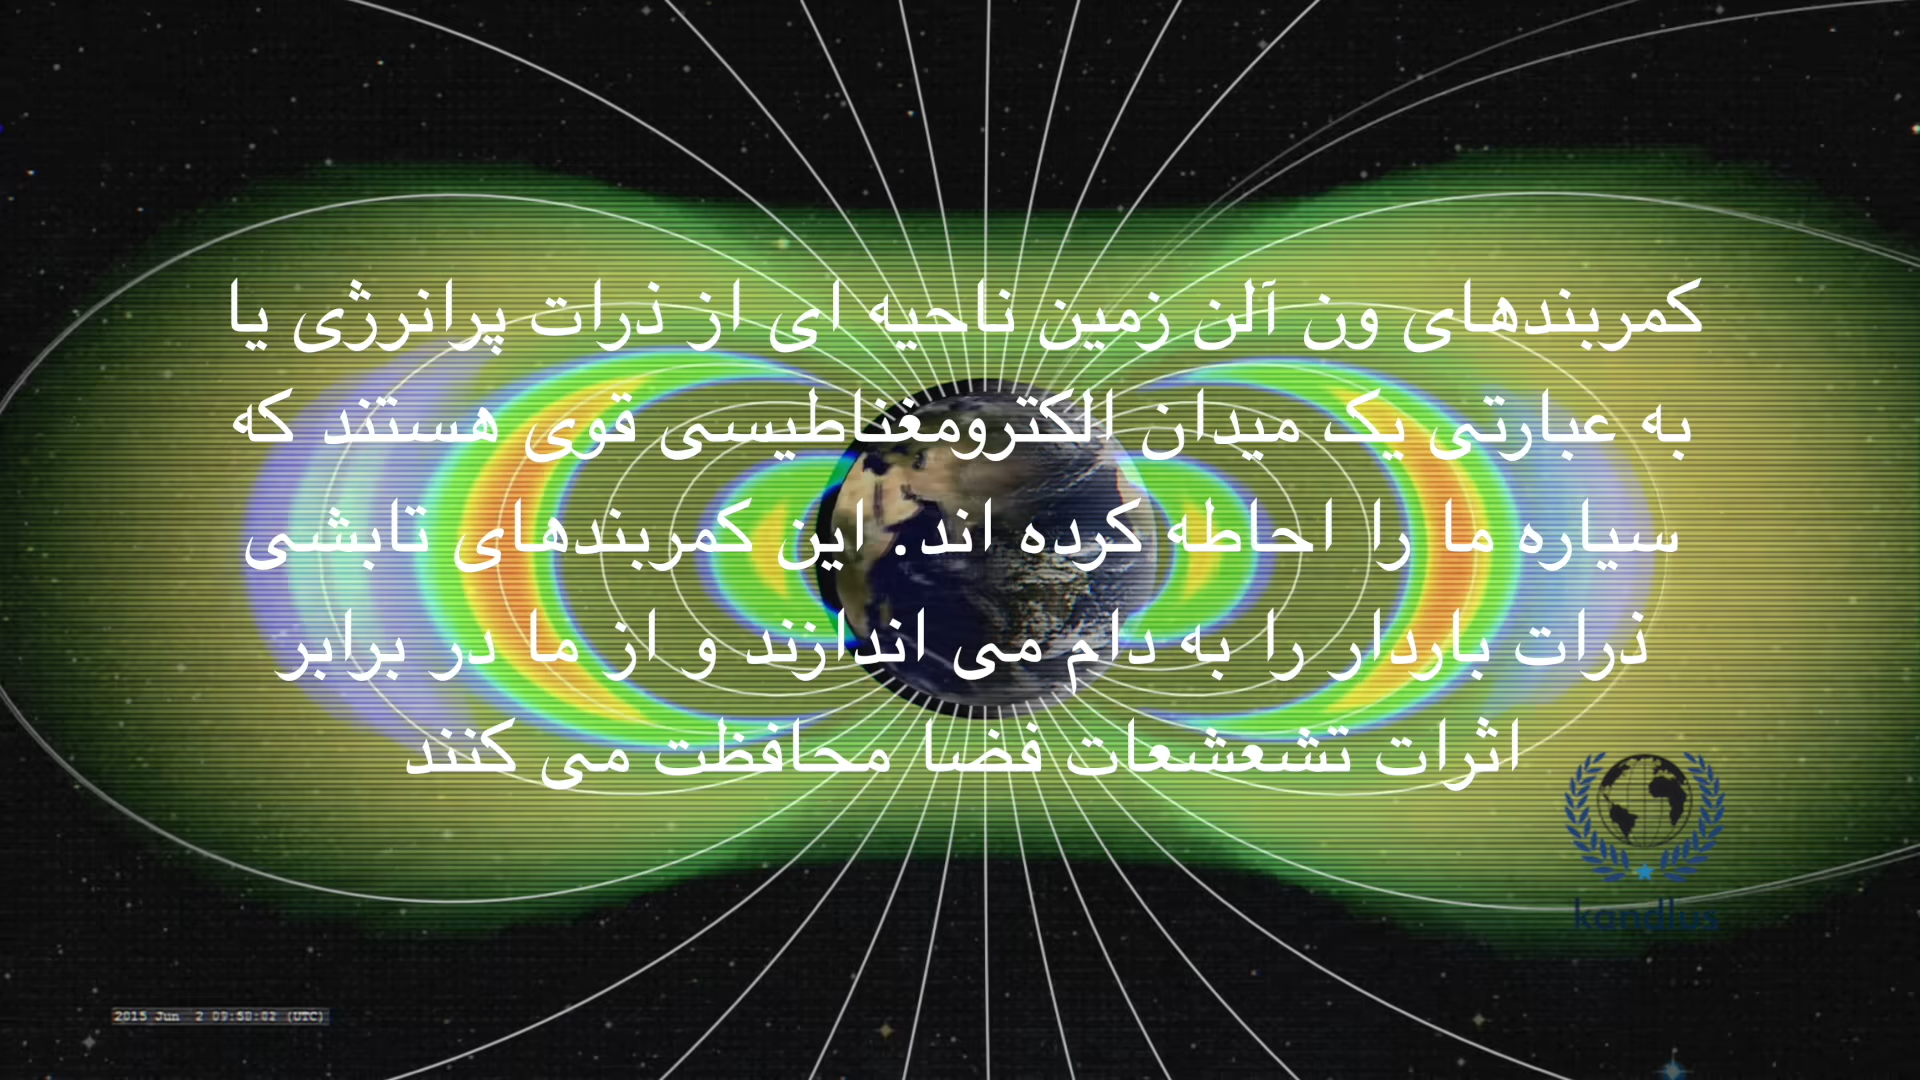 کمربندهای ون آلن زمین ناحیه ای از ذرات پرانرژی یا
به عبارتی یک میدان الکترومغناطیسی قوی هستند که
سیاره ما را احاطه کرده اند. این کمربندهای تابشی
ذرات باردار را به دام می اندازند و از ما در برابر
اثرات تشعشعات فضا محافظت می کنند
kandlus
2015 Jun 2 09:50:02 (UTC)